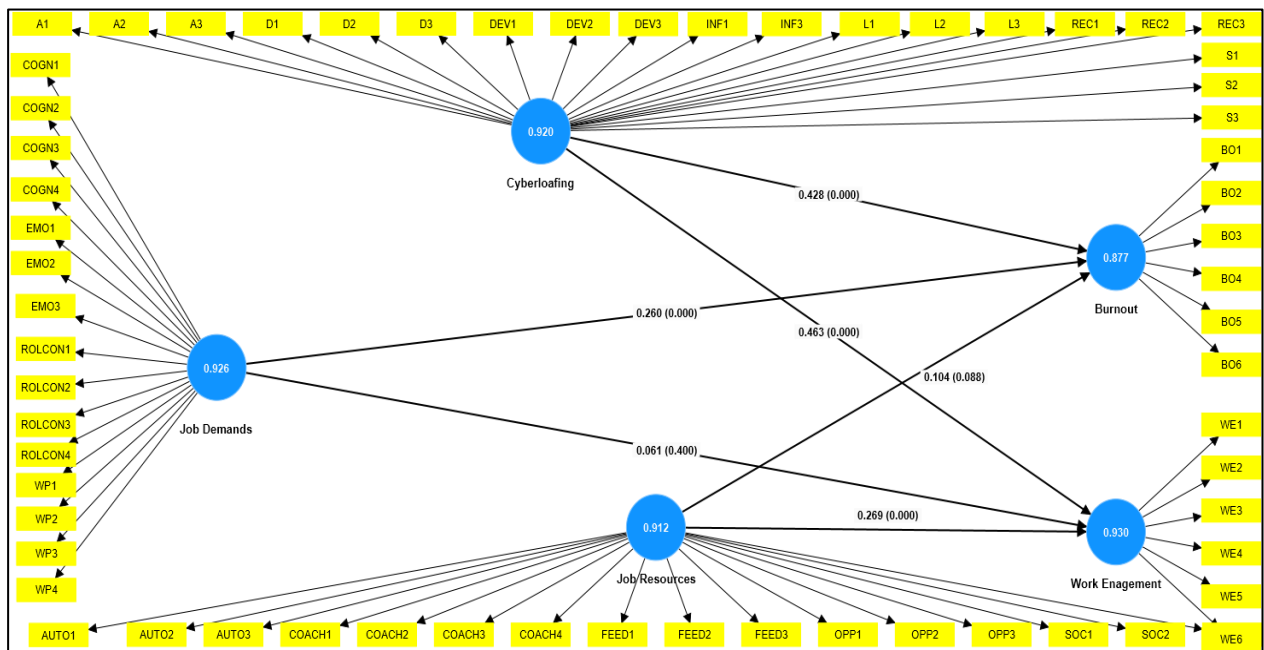 A1 A2 A3 D1 D2 D3 DEV1 DEV2 DEV3 INF1 INF3 L1 L2 L3 REC1 REC2 REC3
S1
S2
S3
COGN1
COGN2
COGN3
COGN4
EMO1
EMO2
EMO3
ROLCON1
ROLCON2
ROLCON3
ROLCON4
WP1
WP2
WP3
WP4
0.920
Cyberloafing
0.926
Job Demands
0.912
Job Resources
0.428 (0.000)
0.260 (0.000)
0.463 (0.000)
0.104 (0.088)
0.061 (0.400)
0.269 (0.000)
0.877
Burnout
0.930
Work Enagement
BO1
BO2
BO3
BO4
BO5
BO6
WE1
WE2
WE3
WE4
WE5
WE6
AUTO1 AUTO2 AUTO3 COACH1 COACH2 COACH3 COACH4 FEED1 FEED2 FEED3 OPP1 OPP2 OPP3 SOC1 SOC2